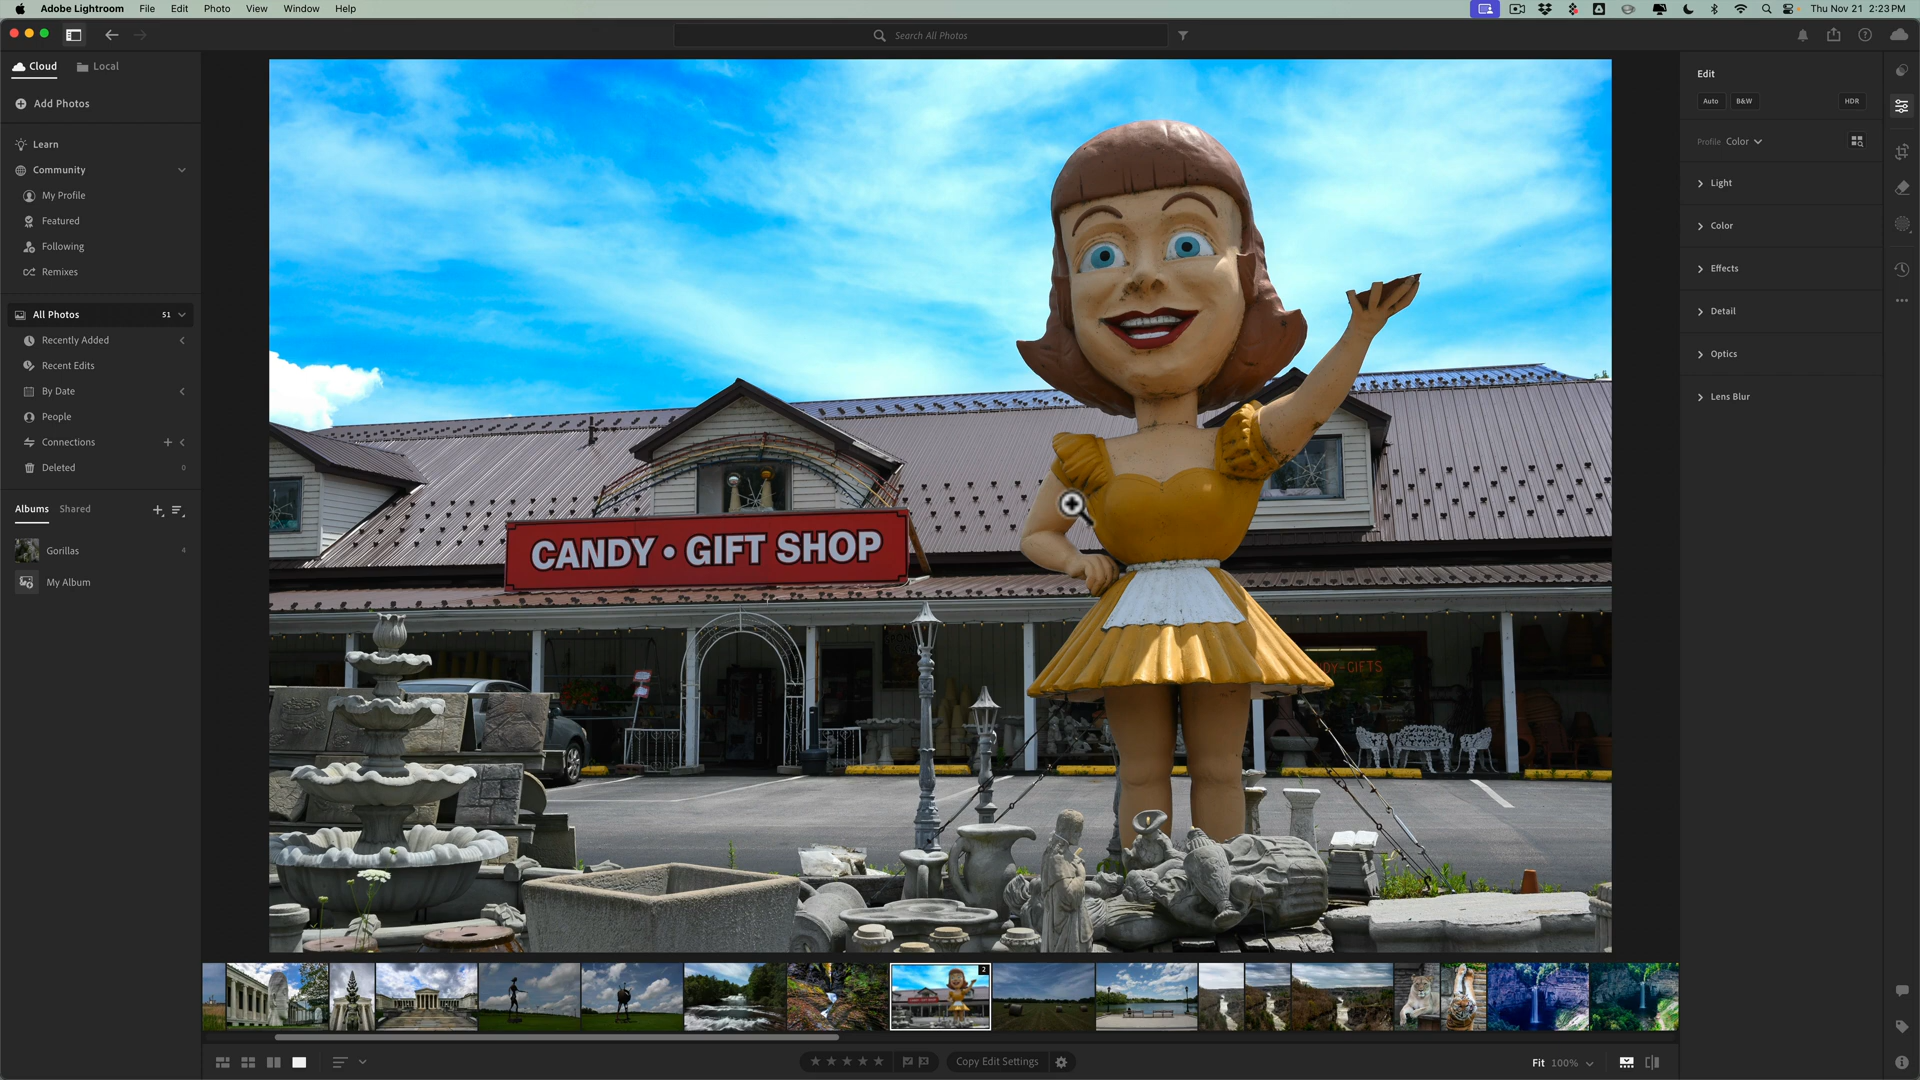 Adobe Lightroom File Edit Photo View Window Help Thu Nov 21 2:23 PM
Search All Photos
Cloud Local
Add Photos
Learn
Community
My Profile
Featured
Following
Remixes
All Photos 51
Recently Added
Recent Edits
By Date
People
Connections
Deleted 0
Albums Shared
Gorillas 4
My Album
CANDY • GIFT SHOP
DY-GIFTS
2
Edit
Auto B&W HDR
Profile Color
Light
Color
Effects
Detail
Optics
Lens Blur
Copy Edit Settings
Fit 100%